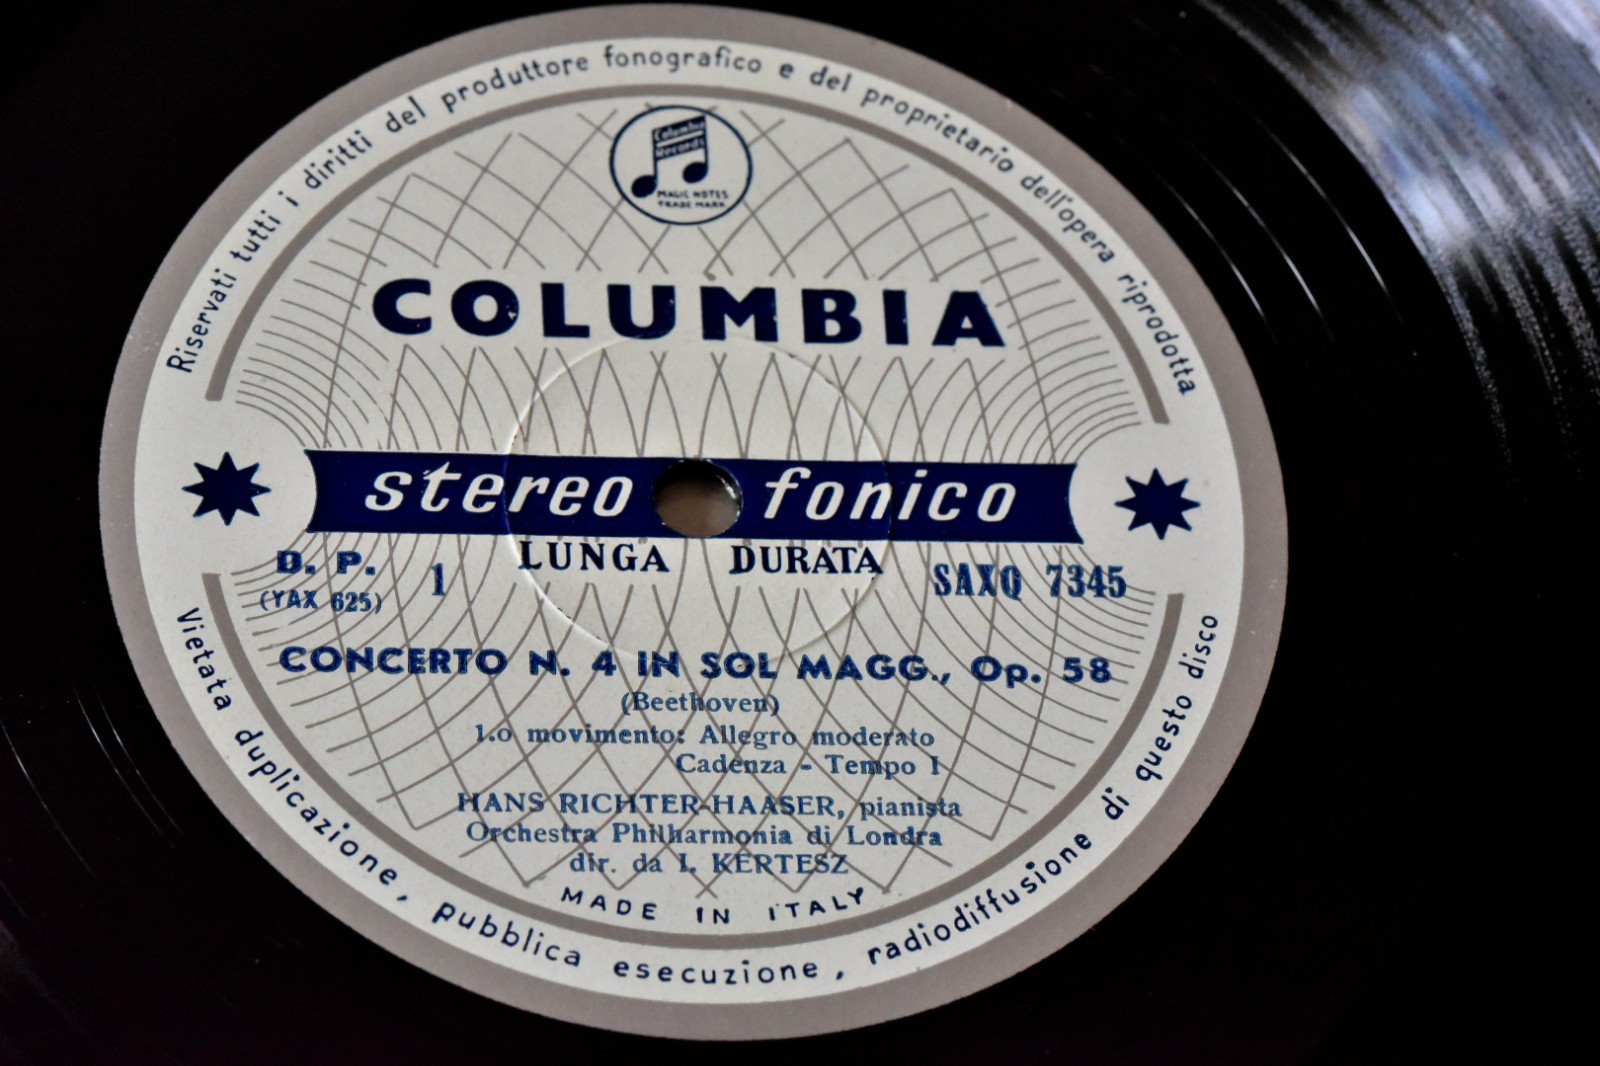 Riservati tutti i diritti del produttore fonografico e del proprietario dell'opera riprodotta
Columbia
Records
MAGIC NOTES
TRADE MARK
COLUMBIA
stereo fonico
LUNGA DURATA
D. P. 1 SAXQ 7345
(YAX 625)
CONCERTO N. 4 IN SOL MAGG., Op. 58
(Beethoven)
1.o movimento: Allegro moderato
Cadenza - Tempo I
HANS RICHTER-HAASER, pianista
Orchestra Philharmonia di Londra
dir. da I. KERTESZ
MADE IN ITALY
Vietata duplicazione, pubblica esecuzione, radiodiffusione di questo disco